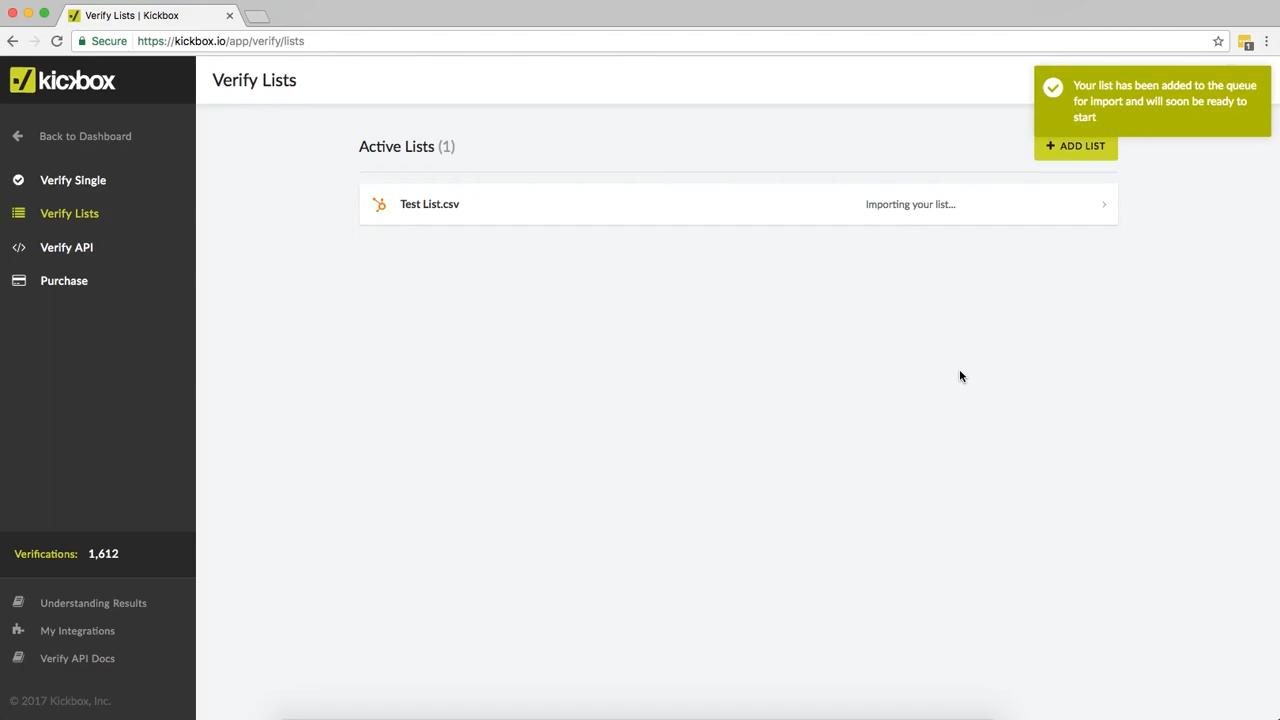 Verify Lists | Kickbox
Secure https://kickbox.io/app/verify/lists
1
kickbox
Verify Lists
Your list has been added to the queue
for import and will soon be ready to
start
Back to Dashboard
Active Lists (1)
+ ADD LIST
Verify Single
Verify Lists
Test List.csv
Importing your list...
Verify API
Purchase
Verifications: 1,612
Understanding Results
My Integrations
Verify API Docs
© 2017 Kickbox, Inc.